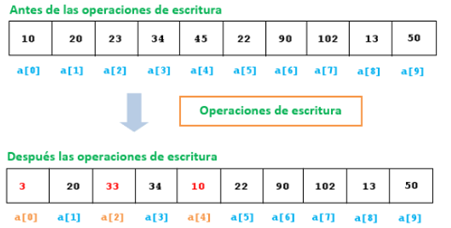 Antes de las operaciones de escritura
10 20 23 34 45 22 90 102 13 50
a[0] a[1] a[2] a[3] a[4] a[5] a[6] a[7] a[8] a[9]
Operaciones de escritura
Después las operaciones de escritura
3 20 33 34 10 22 90 102 13 50
a[0] a[1] a[2] a[3] a[4] a[5] a[6] a[7] a[8] a[9]